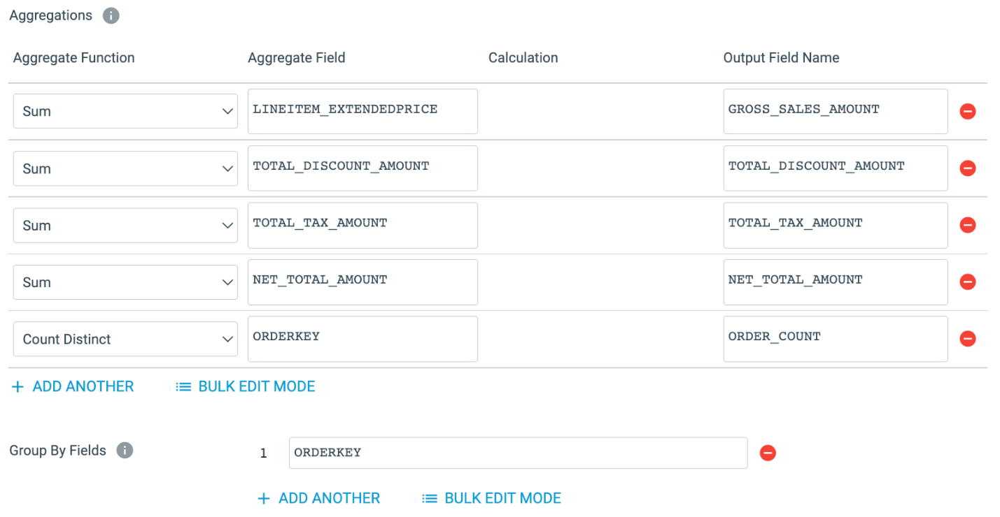 Aggregations
Aggregate Function Aggregate Field Calculation Output Field Name
Sum LINEITEM_EXTENDEDPRICE GROSS_SALES_AMOUNT
Sum TOTAL_DISCOUNT_AMOUNT TOTAL_DISCOUNT_AMOUNT
Sum TOTAL_TAX_AMOUNT TOTAL_TAX_AMOUNT
Sum NET_TOTAL_AMOUNT NET_TOTAL_AMOUNT
Count Distinct ORDERKEY ORDER_COUNT
+ ADD ANOTHER BULK EDIT MODE
Group By Fields 1 ORDERKEY
+ ADD ANOTHER BULK EDIT MODE